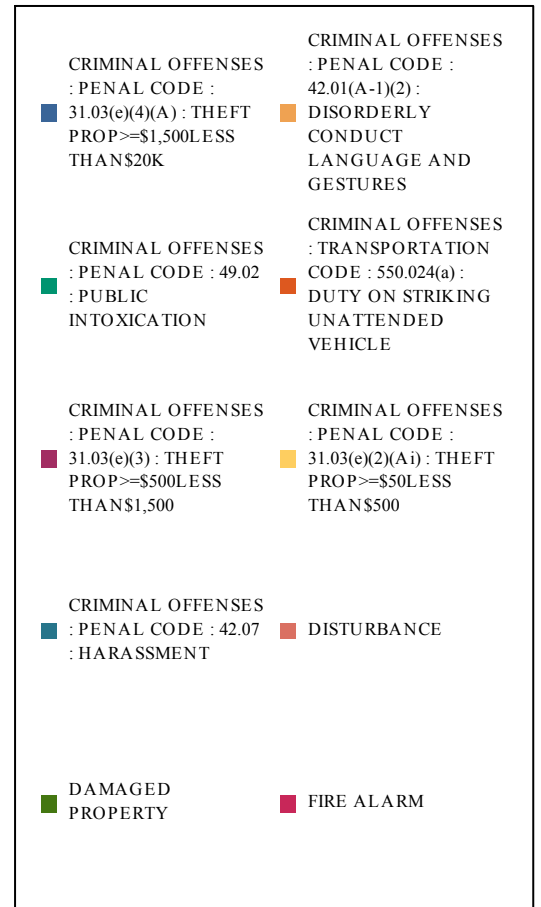 CRIMINAL OFFENSES
: PENAL CODE :
31.03(e)(4)(A) : THEFT
PROP>=$1,500LESS
THAN$20K
CRIMINAL OFFENSES
: PENAL CODE :
42.01(A-1)(2) :
DISORDERLY
CONDUCT
LANGUAGE AND
GESTURES
CRIMINAL OFFENSES
: PENAL CODE : 49.02
: PUBLIC
INTOXICATION
CRIMINAL OFFENSES
: TRANSPORTATION
CODE : 550.024(a) :
DUTY ON STRIKING
UNATTENDED
VEHICLE
CRIMINAL OFFENSES
: PENAL CODE :
31.03(e)(3) : THEFT
PROP>=$500LESS
THAN$1,500
CRIMINAL OFFENSES
: PENAL CODE :
31.03(e)(2)(Ai) : THEFT
PROP>=$50LESS
THAN$500
CRIMINAL OFFENSES
: PENAL CODE : 42.07
: HARASSMENT
DISTURBANCE
DAMAGED
PROPERTY
FIRE ALARM